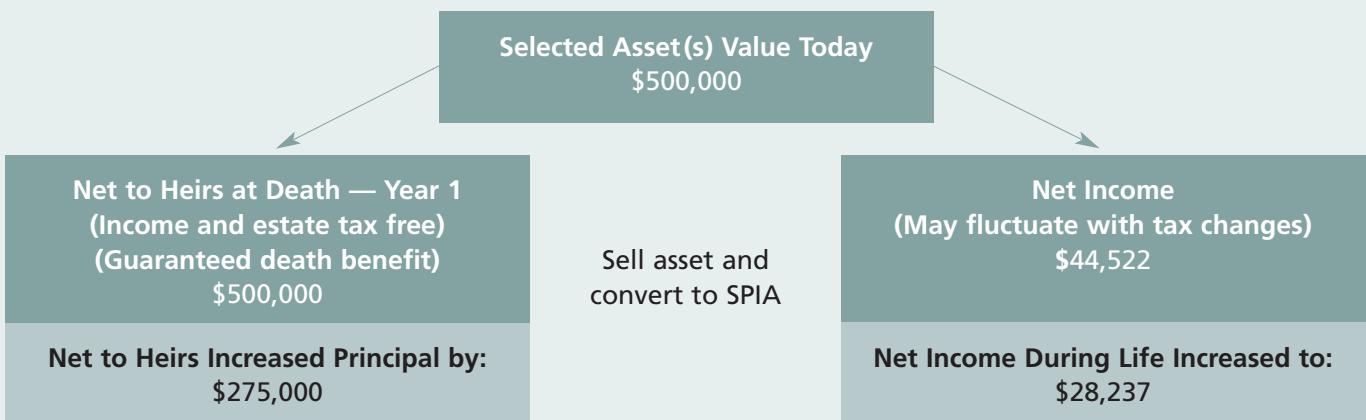 Selected Asset(s) Value Today
$500,000
Net to Heirs at Death — Year 1
(Income and estate tax free)
(Guaranteed death benefit)
$500,000
Net to Heirs Increased Principal by:
$275,000
Sell asset and
convert to SPIA
Net Income
(May fluctuate with tax changes)
$44,522
Net Income During Life Increased to:
$28,237